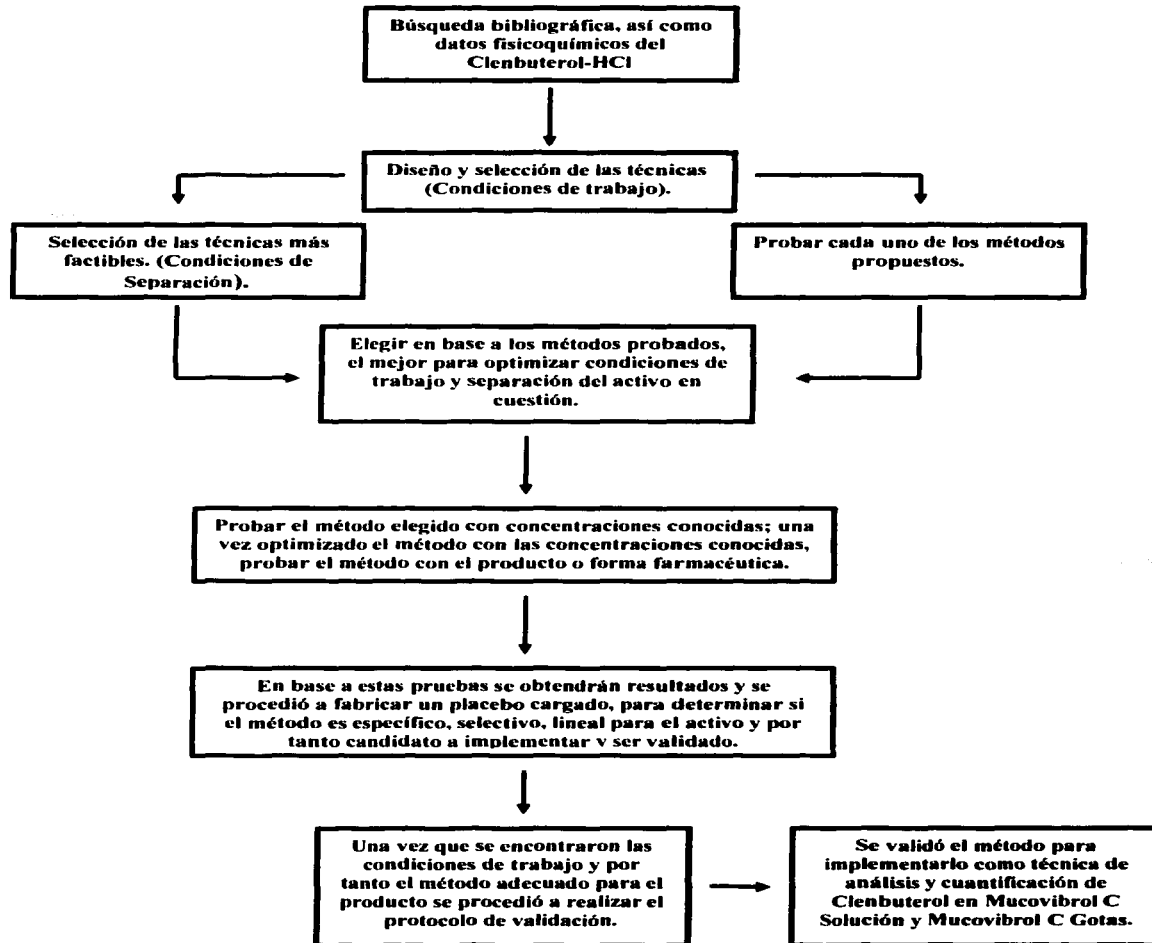 Búsqueda bibliográfica, así como
datos fisicoquímicos del
Clenbuterol-HCl
Diseño y selección de las técnicas
(Condiciones de trabajo).
Selección de las técnicas más
factibles. (Condiciones de
Separación).
Probar cada uno de los métodos
propuestos.
Elegir en base a los métodos probados,
el mejor para optimizar condiciones de
trabajo y separación del activo en
cuestión.
Probar el método elegido con concentraciones conocidas; una
vez optimizado el método con las concentraciones conocidas,
probar el método con el producto o forma farmacéutica.
En base a estas pruebas se obtendrán resultados y se
procedió a fabricar un placebo cargado, para determinar si
el método es específico, selectivo, lineal para el activo y por
tanto candidato a implementar y ser validado.
Una vez que se encontraron las
condiciones de trabajo y por
tanto el método adecuado para el
producto se procedió a realizar el
protocolo de validación.
Se validó el método para
implementarlo como técnica de
análisis y cuantificación de
Clenbuterol en Mucovibrol C
Solución y Mucovibrol C Gotas.